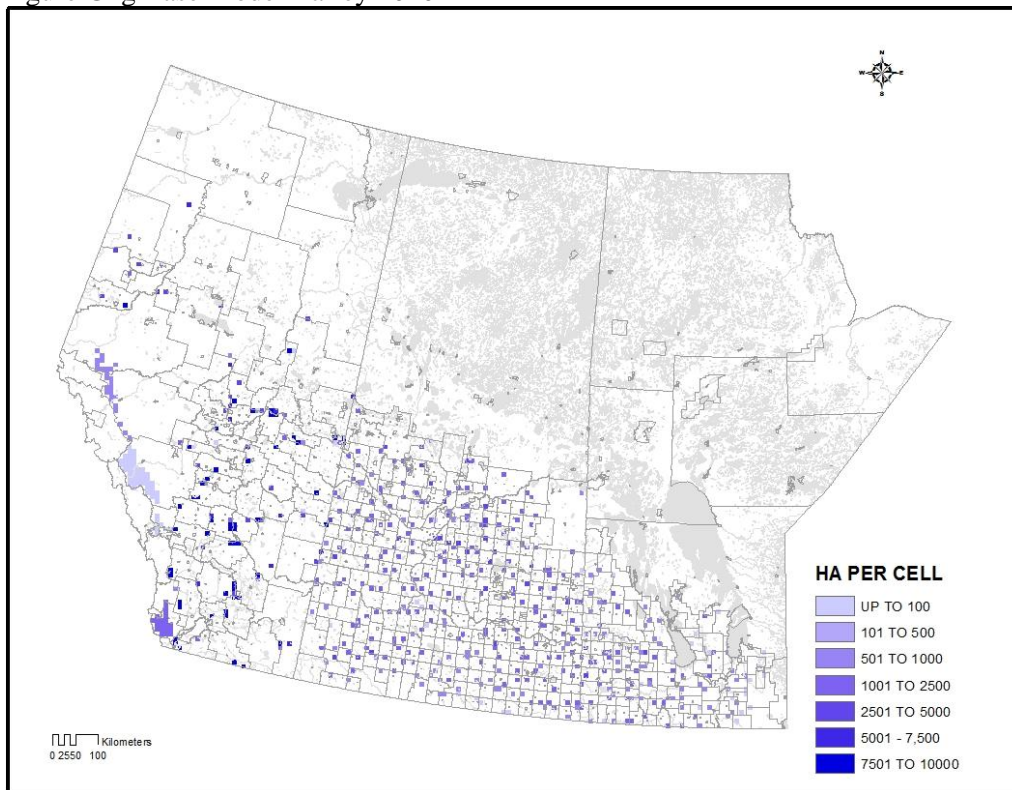 N
W E
S
HA PER CELL
UP TO 100
101 TO 500
501 TO 1000
1001 TO 2500
2501 TO 5000
5001 - 7,500
7501 TO 10000
Kilometers
0 2550 100